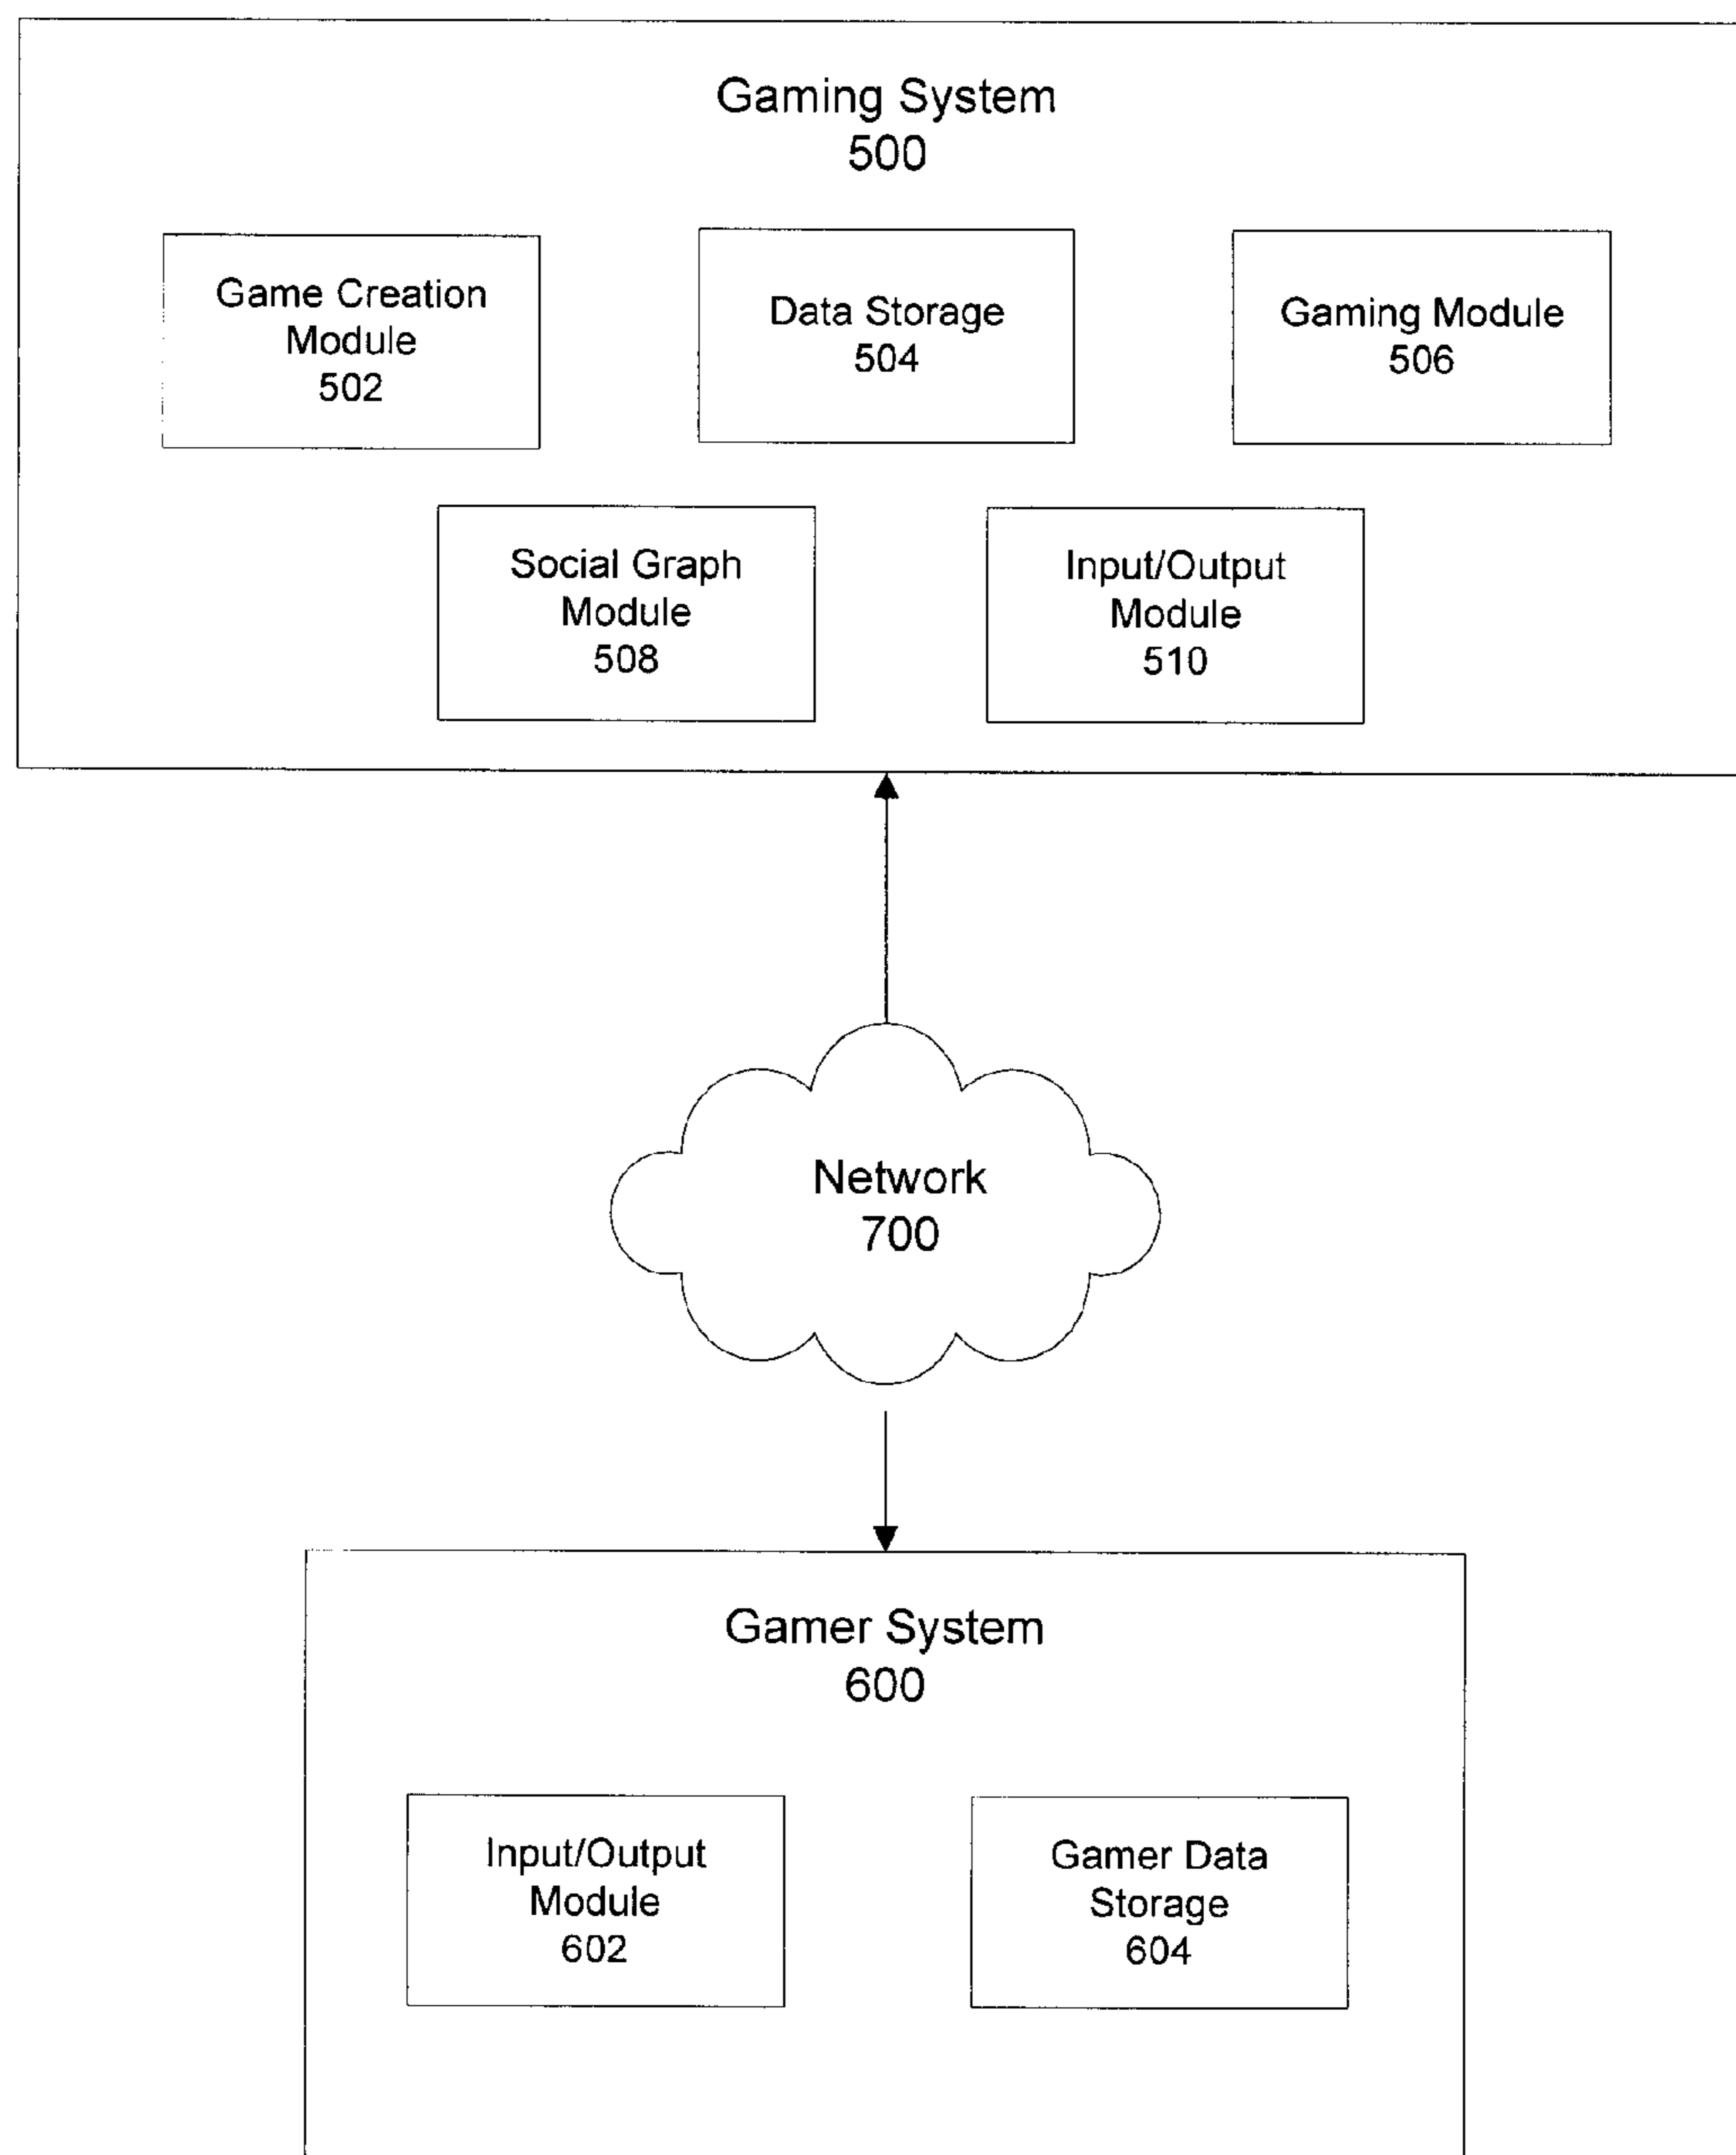 Gaming System
500
Game Creation
Module
502
Data Storage
504
Gaming Module
506
Social Graph
Module
508
Input/Output
Module
510
Network
700
Gamer System
600
Input/Output
Module
602
Gamer Data
Storage
604